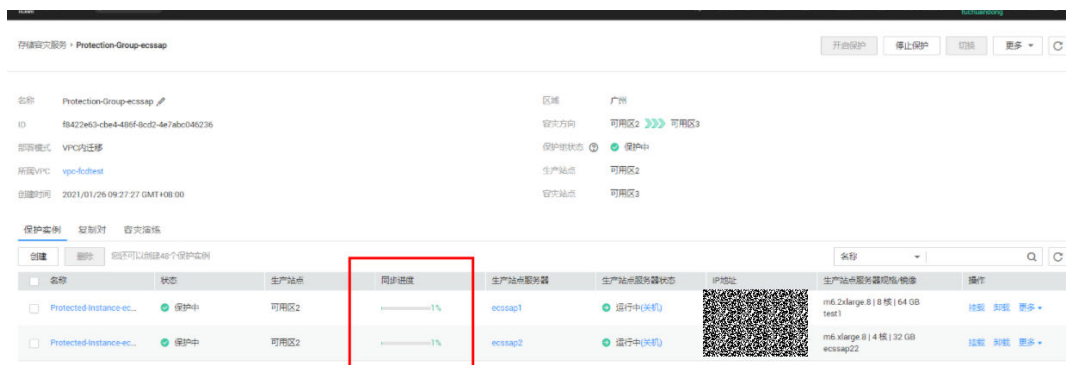 存储容灾服务 › Protection-Group-ecssap
开启保护 停止保护 切换 更多
名称 Protection-Group-ecssap
区域 广州
ID f8422e63-cbe4-486f-8cd2-4e7abc046236
容灾方向 可用区2 可用区3
部署模式 VPC内迁移
保护组状态 保护中
所属VPC vpc-fcdtest
生产站点 可用区2
创建时间 2021/01/26 09:27:27 GMT+08:00
容灾站点 可用区3
保护实例 复制对 容灾演练
创建 删除 您还可以创建48个保护实例
名称
名称 状态 生产站点 同步进度 生产站点服务器 生产站点服务器状态 IP地址 生产站点服务器规格/镜像 操作
Protected-Instance-ec... 保护中 可用区2 1% ecssap1 运行中(关机) m6.2xlarge.8 | 8 核 | 64 GB 挂载 卸载 更多
test1
Protected-Instance-ec... 保护中 可用区2 1% ecssap2 运行中(关机) m6.xlarge.8 | 4 核 | 32 GB 挂载 卸载 更多
ecssap22